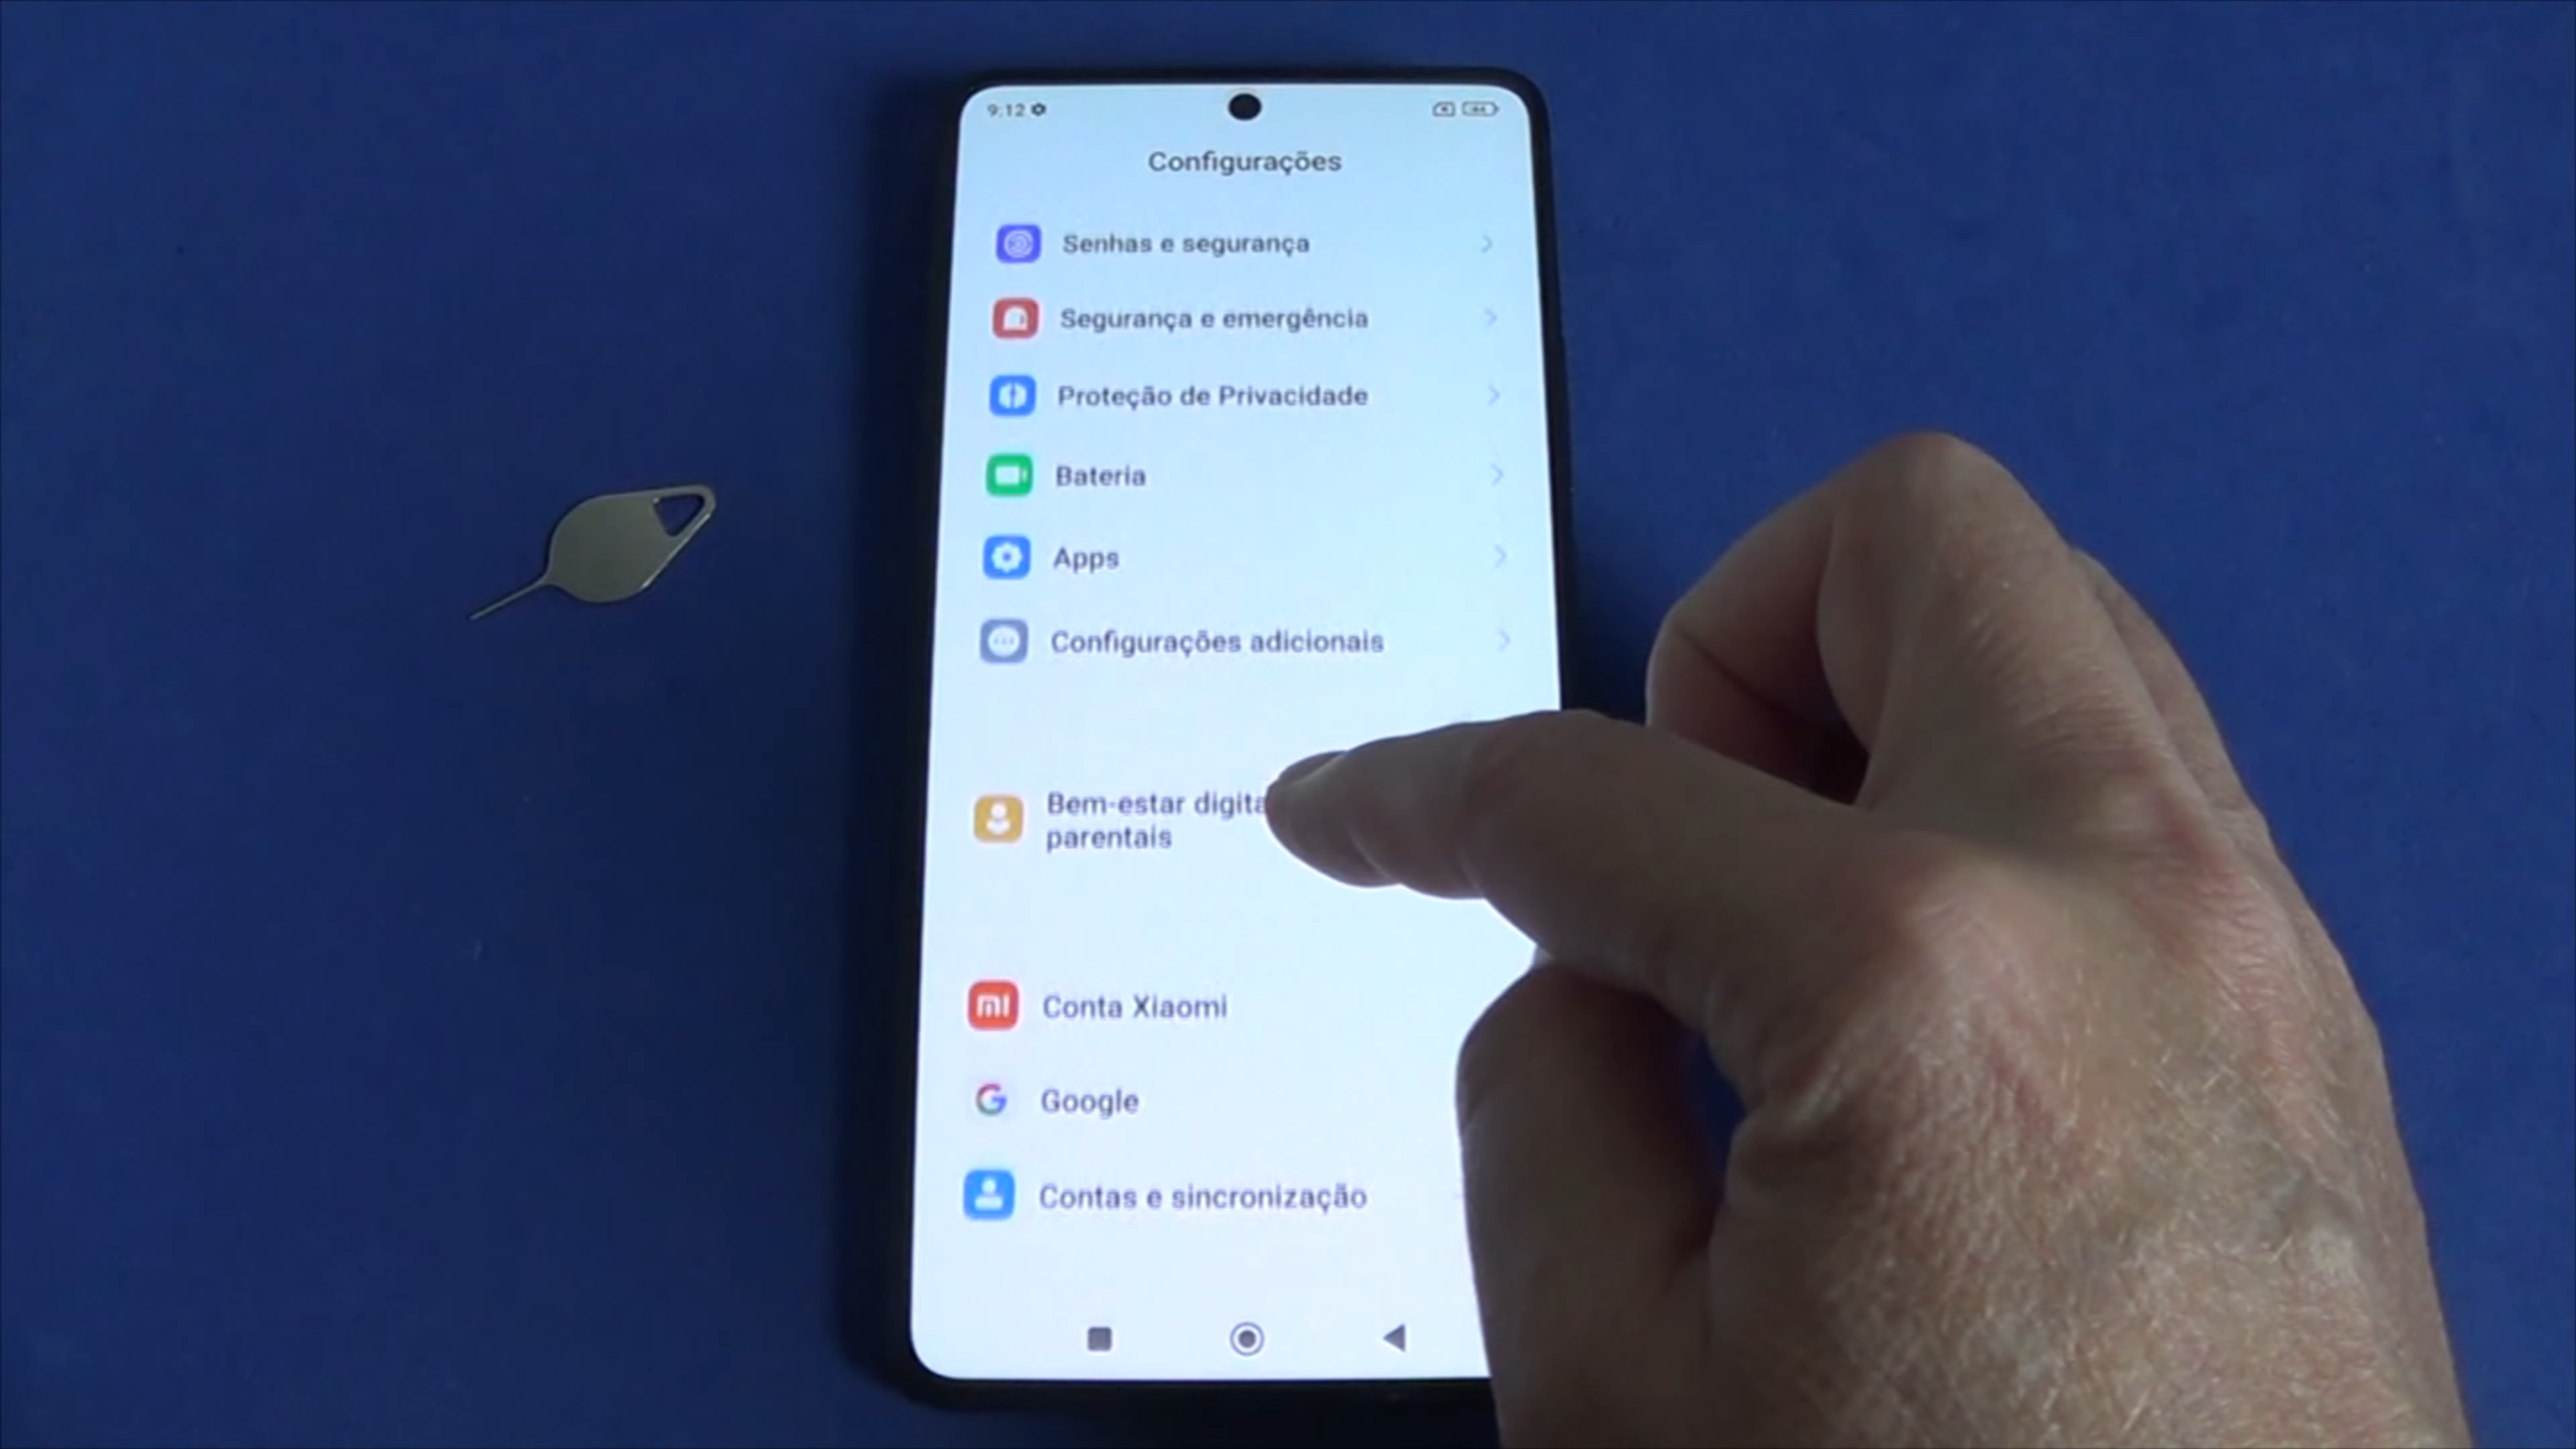 9:12
Configurações
Senhas e segurança
Segurança e emergência
Proteção de Privacidade
Bateria
Apps
Configurações adicionais
Bem-estar digita
parentais
mi
Conta Xiaomi
G
Google
Contas e sincronização